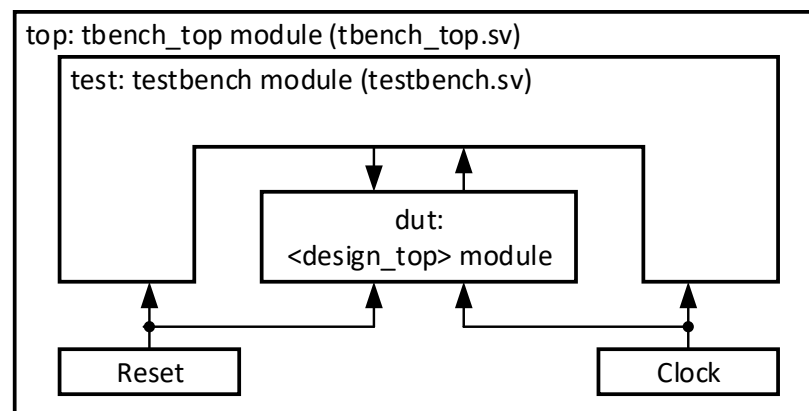 top: tbench_top module (tbench_top.sv)
test: testbench module (testbench.sv)
dut:
<design_top> module
Reset
Clock